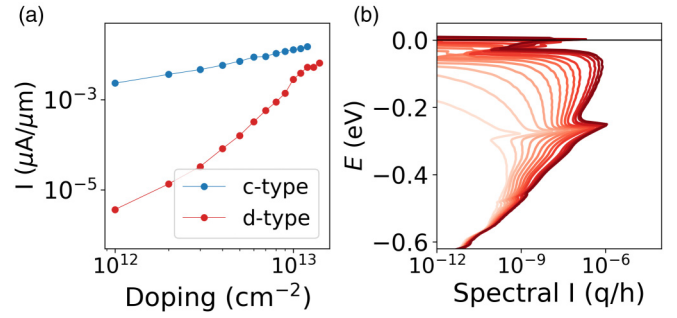 (a)
I (μA/μm)
10⁻³
10⁻⁵
c-type
d-type
10¹²
10¹³
Doping (cm⁻²)
(b)
E (eV)
0.0
−0.2
−0.4
−0.6
10⁻¹²
10⁻⁹
10⁻⁶
Spectral I (q/h)